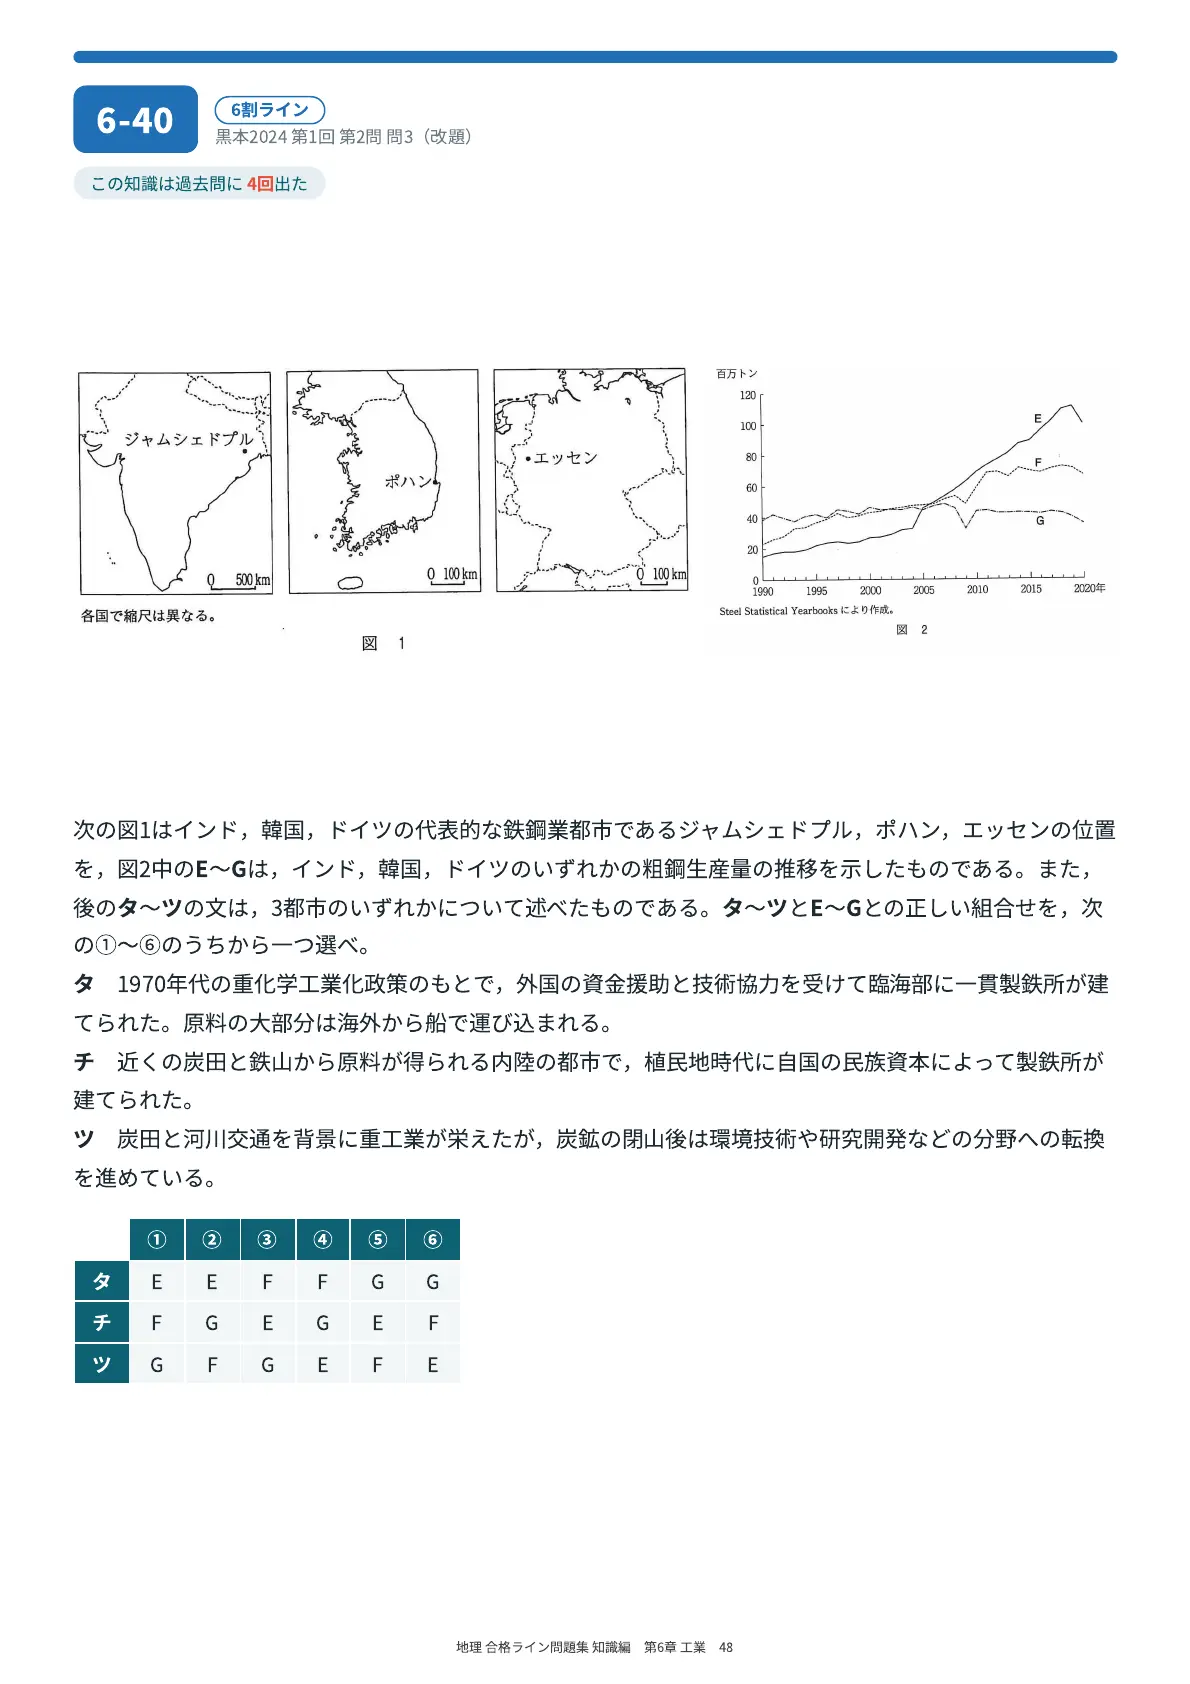 6-40
6割ライン
黒本2024 第1回 第2問 問3（改題）
この知識は過去問に 4回出た
ジャムシェドプル
0 500km
ポハン
0 100km
エッセン
0 100km
各国で縮尺は異なる。
図 1
百万トン
120
100
80
60
40
20
0
E
F
G
1990 1995 2000 2005 2010 2015 2020年
Steel Statistical Yearbooks により作成。
図 2
次の図1はインド，韓国，ドイツの代表的な鉄鋼業都市であるジャムシェドプル，ポハン，エッセンの位置
を，図2中のE～Gは，インド，韓国，ドイツのいずれかの粗鋼生産量の推移を示したものである。また，
後のタ～ツの文は，3都市のいずれかについて述べたものである。タ～ツとE～Gとの正しい組合せを，次
の①～⑥のうちから一つ選べ。
タ　1970年代の重化学工業化政策のもとで，外国の資金援助と技術協力を受けて臨海部に一貫製鉄所が建
てられた。原料の大部分は海外から船で運び込まれる。
チ　近くの炭田と鉄山から原料が得られる内陸の都市で，植民地時代に自国の民族資本によって製鉄所が
建てられた。
ツ　炭田と河川交通を背景に重工業が栄えたが，炭鉱の閉山後は環境技術や研究開発などの分野への転換
を進めている。
① ② ③ ④ ⑤ ⑥
タ E E F F G G
チ F G E G E F
ツ G F G E F E
地理 合格ライン問題集 知識編　第6章 工業　48